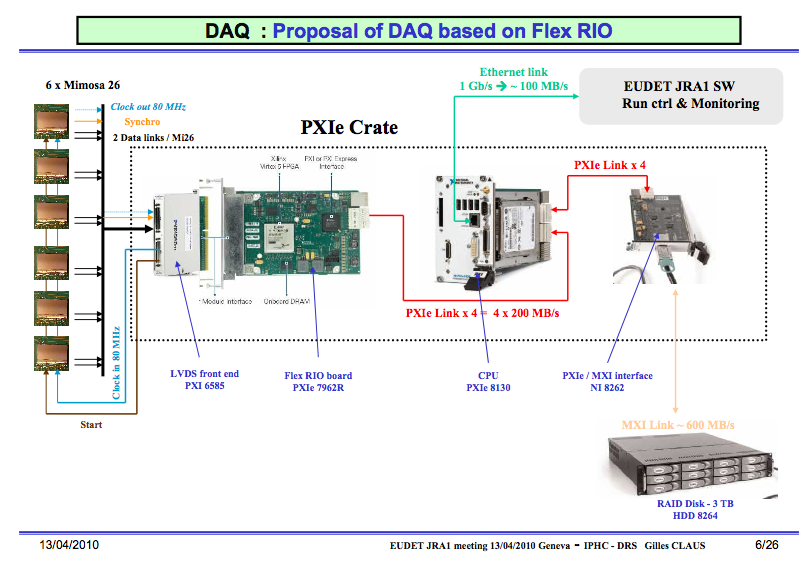 DAQ : Proposal of DAQ based on Flex RIO
Ethernet link
1 Gb/s ➔ ~ 100 MB/s
EUDET JRA1 SW
Run ctrl & Monitoring
6 x Mimosa 26
Clock out 80 MHz
Synchro
2 Data links / Mi26
PXIe Crate
Xilinx
Virtex 5 FPGA
PXI or PXI Express
Interface
PXIe Link x 4
Module Interface
Onboard DRAM
PXIe Link x 4 = 4 x 200 MB/s
Clock in 80 MHz
LVDS front end
PXI 6585
Flex RIO board
PXIe 7962R
CPU
PXIe 8130
PXIe / MXI interface
NI 8262
Start
MXI Link ~ 600 MB/s
RAID Disk - 3 TB
HDD 8264
13/04/2010
EUDET JRA1 meeting 13/04/2010 Geneva - IPHC - DRS Gilles CLAUS
6/26